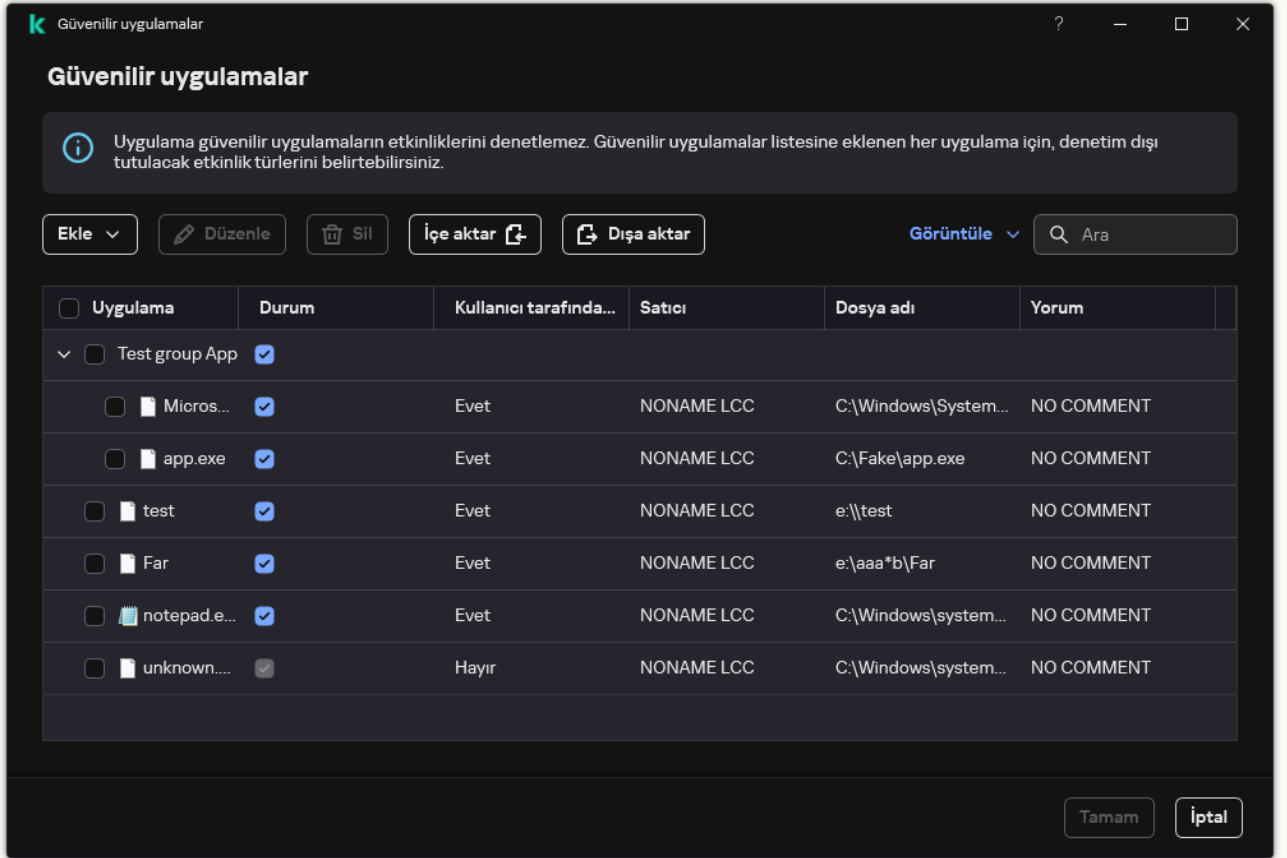 Güvenilir uygulamalar
?
Güvenilir uygulamalar
Uygulama güvenilir uygulamaların etkinliklerini denetlemez. Güvenilir uygulamalar listesine eklenen her uygulama için, denetim dışı
tutulacak etkinlik türlerini belirtebilirsiniz.
Ekle Düzenle Sil İçe aktar Dışa aktar Görüntüle Ara
Uygulama Durum Kullanıcı tarafında... Satıcı Dosya adı Yorum
Test group App
Micros... Evet NONAME LCC C:\Windows\System... NO COMMENT
app.exe Evet NONAME LCC C:\Fake\app.exe NO COMMENT
test Evet NONAME LCC e:\\test NO COMMENT
Far Evet NONAME LCC e:\aaa*b\Far NO COMMENT
notepad.e... Evet NONAME LCC C:\Windows\system... NO COMMENT
unknown.... Hayır NONAME LCC C:\Windows\system... NO COMMENT
Tamam İptal